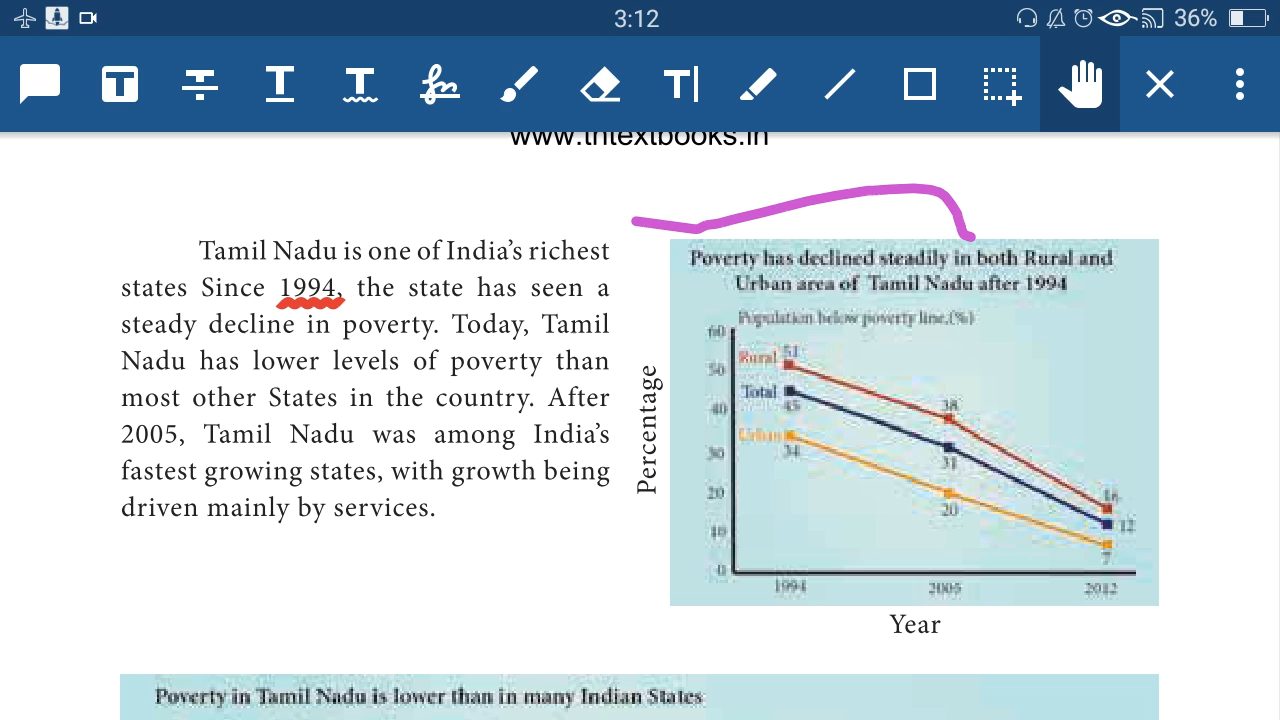 3:12
36%
T
T
T
T
www.tntextbooks.in
Tamil Nadu is one of India's richest
states Since 1994, the state has seen a
steady decline in poverty. Today, Tamil
Nadu has lower levels of poverty than
most other States in the country. After
2005, Tamil Nadu was among India's
fastest growing states, with growth being
driven mainly by services.
Poverty has declined steadily in both Rural and
Urban area of Tamil Nadu after 1994
Population below poverty line,(%)
Percentage
60
50
40
30
20
10
0
Rural 51
Total
45
Urban
34
38
31
20
16
12
7
1994 2005 2012
Year
Poverty in Tamil Nadu is lower than in many Indian States